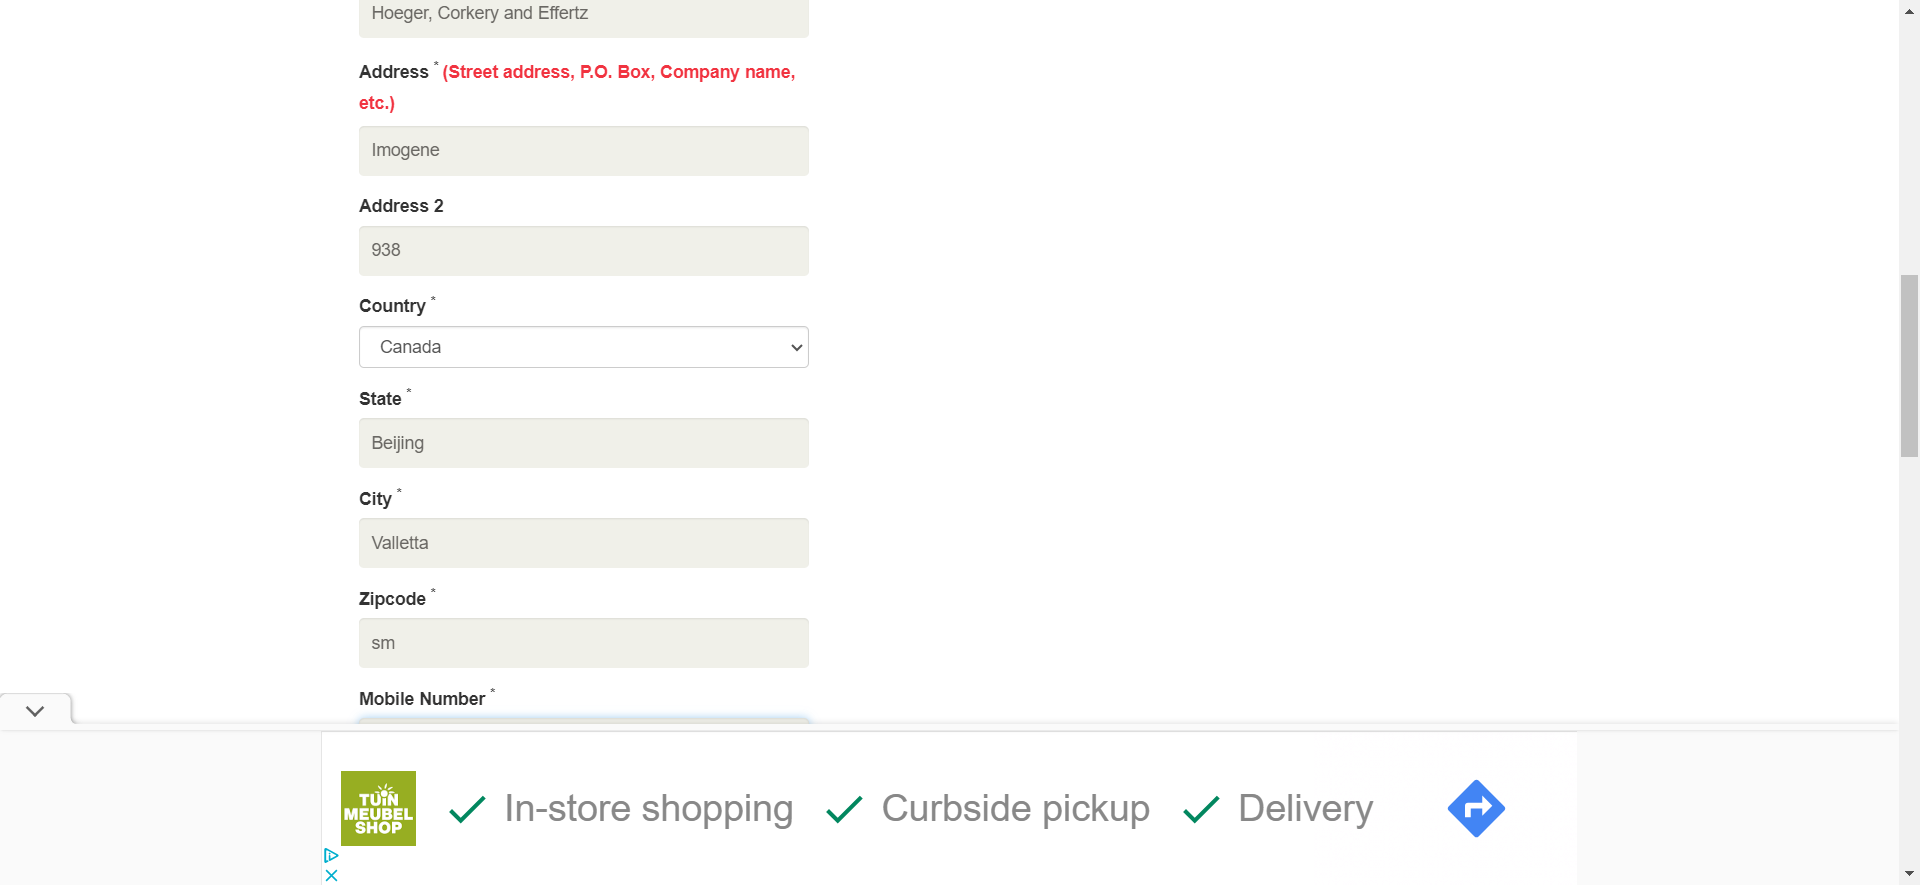 Hoeger, Corkery and Effertz
Address * (Street address, P.O. Box, Company name,
etc.)
Imogene
Address 2
938
Country *
Canada
State *
Beijing
City *
Valletta
Zipcode *
sm
Mobile Number *
TUIN
MEUBEL
SHOP
In-store shopping
Curbside pickup
Delivery